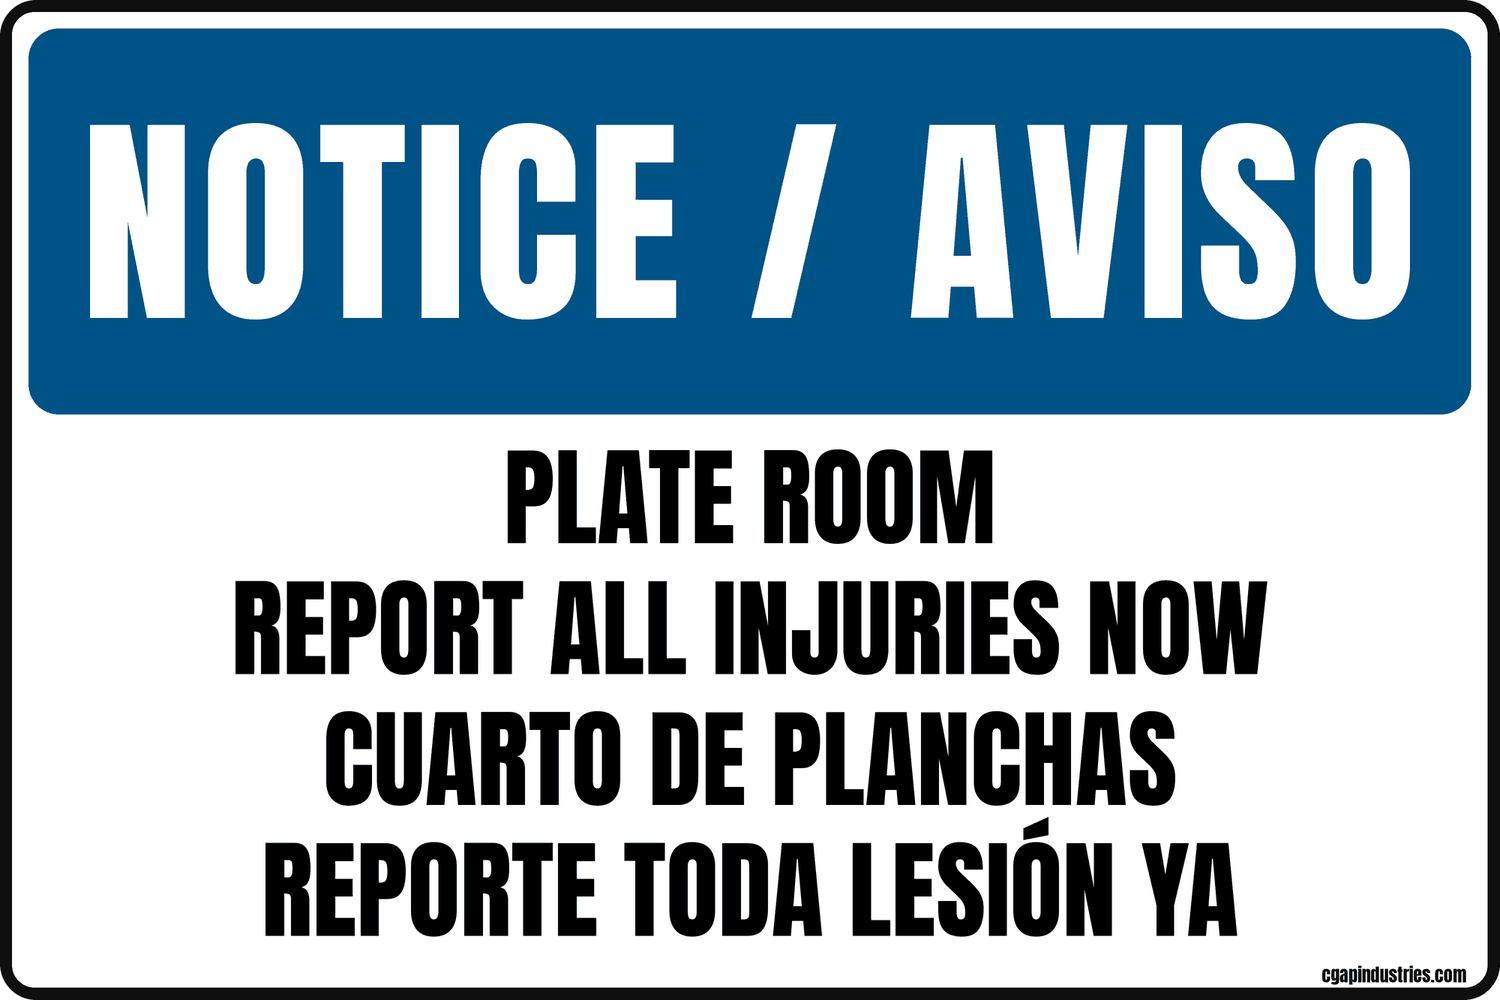 NOTICE / AVISO
PLATE ROOM
REPORT ALL INJURIES NOW
CUARTO DE PLANCHAS
REPORTE TODA LESIÓN YA
cgapindustries.com